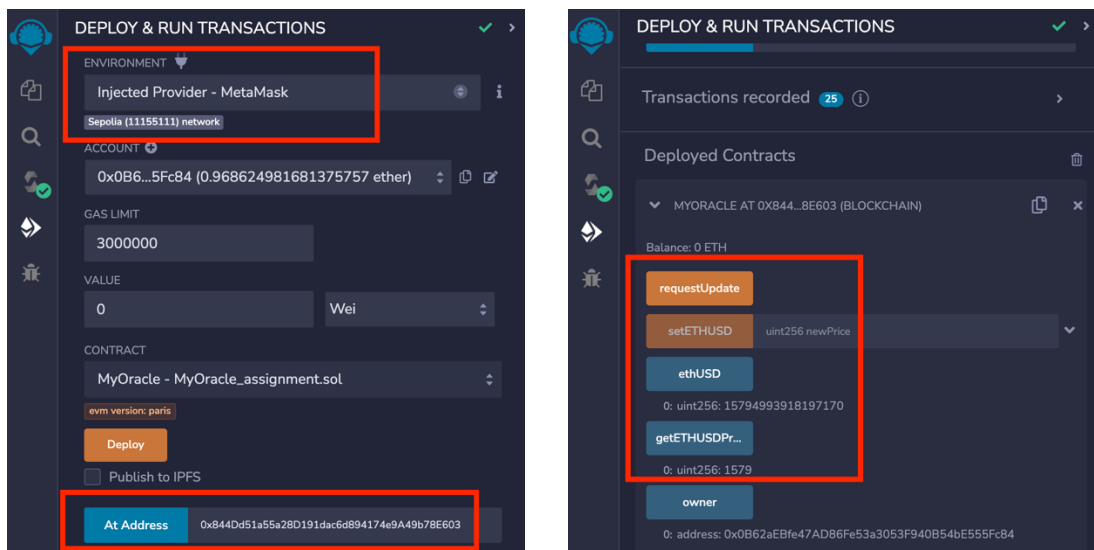 DEPLOY & RUN TRANSACTIONS
ENVIRONMENT
Injected Provider - MetaMask
Sepolia (11155111) network
ACCOUNT
0x0B6...5Fc84 (0.968624981681375757 ether)
GAS LIMIT
3000000
VALUE
0
Wei
CONTRACT
MyOracle - MyOracle_assignment.sol
evm version: paris
Deploy
Publish to IPFS
At Address
0x844Dd51a55a28D191dac6d894174e9A49b78E603
DEPLOY & RUN TRANSACTIONS
Transactions recorded 25
Deployed Contracts
MYORACLE AT 0X844...8E603 (BLOCKCHAIN)
Balance: 0 ETH
requestUpdate
setETHUSD
uint256 newPrice
ethUSD
0: uint256: 15794993918197170
getETHUSDPr...
0: uint256: 1579
owner
0: address: 0x0B62aEBfe47AD86Fe53a3053F940B54bE555Fc84